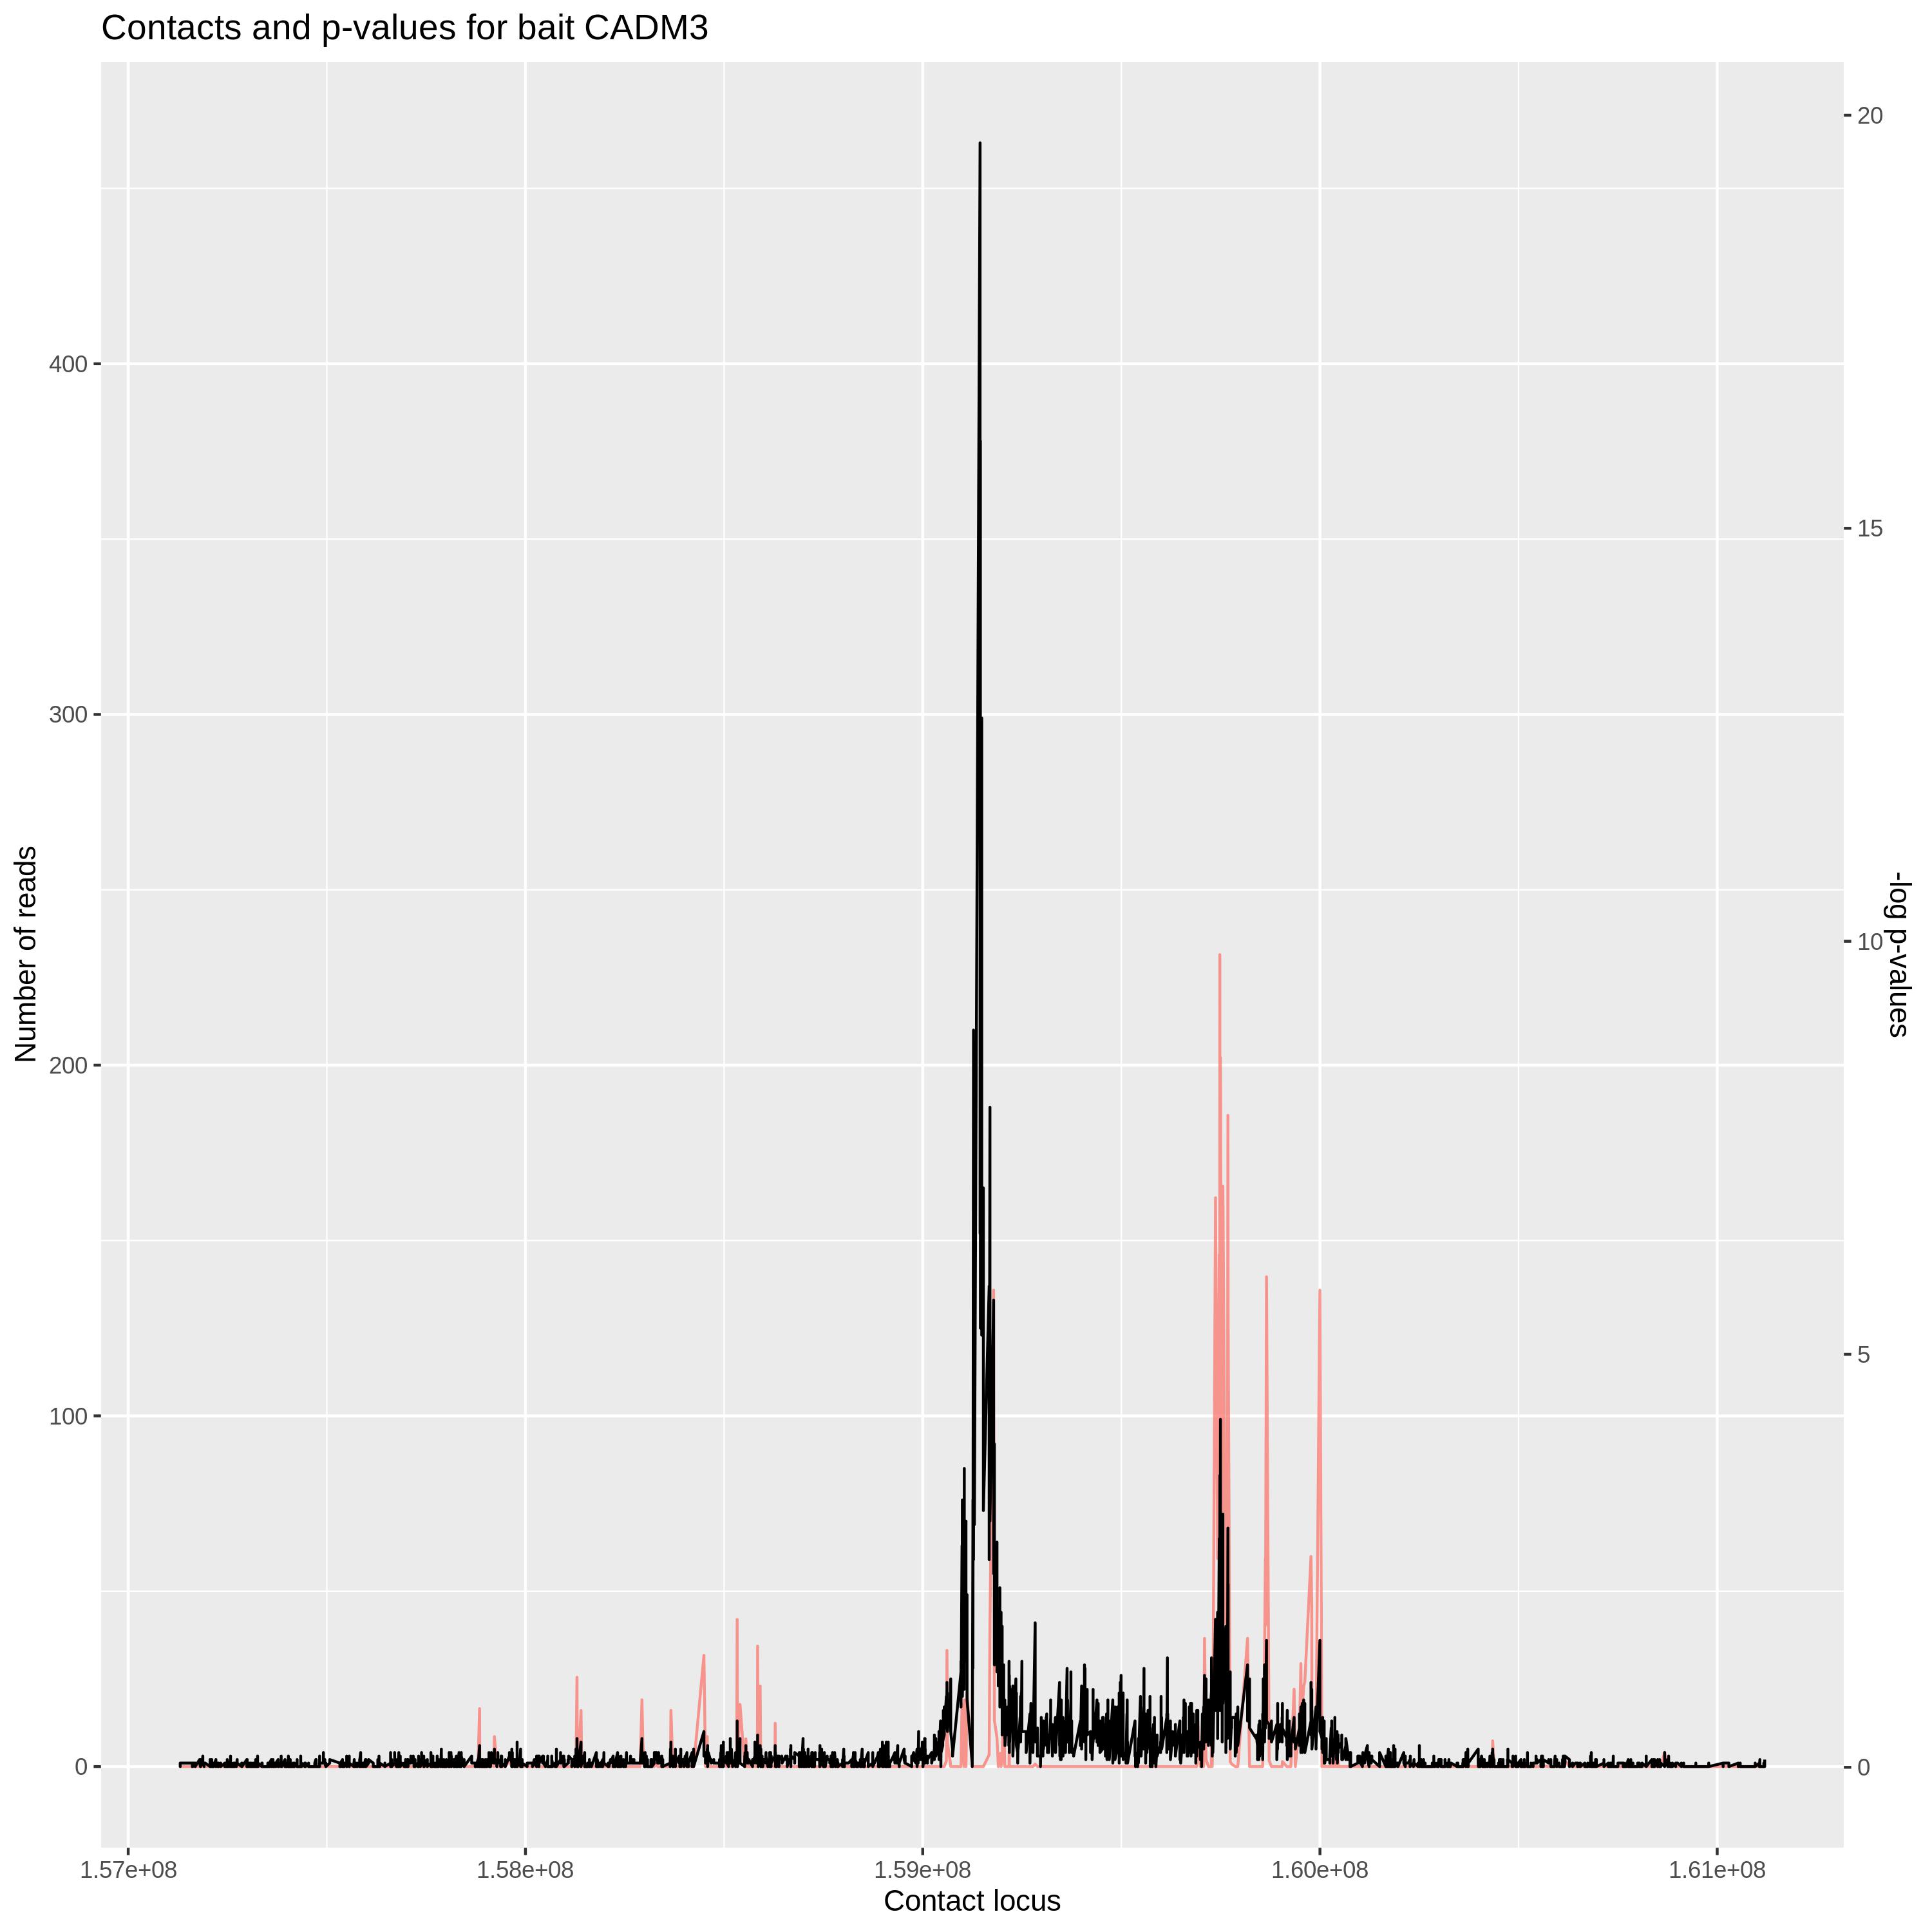 Contacts and p-values for bait CADM3
Number of reads
400
300
200
100
0
20
15
10
5
0
-log p-values
1.57e+08 1.58e+08 1.59e+08 1.60e+08 1.61e+08
Contact locus